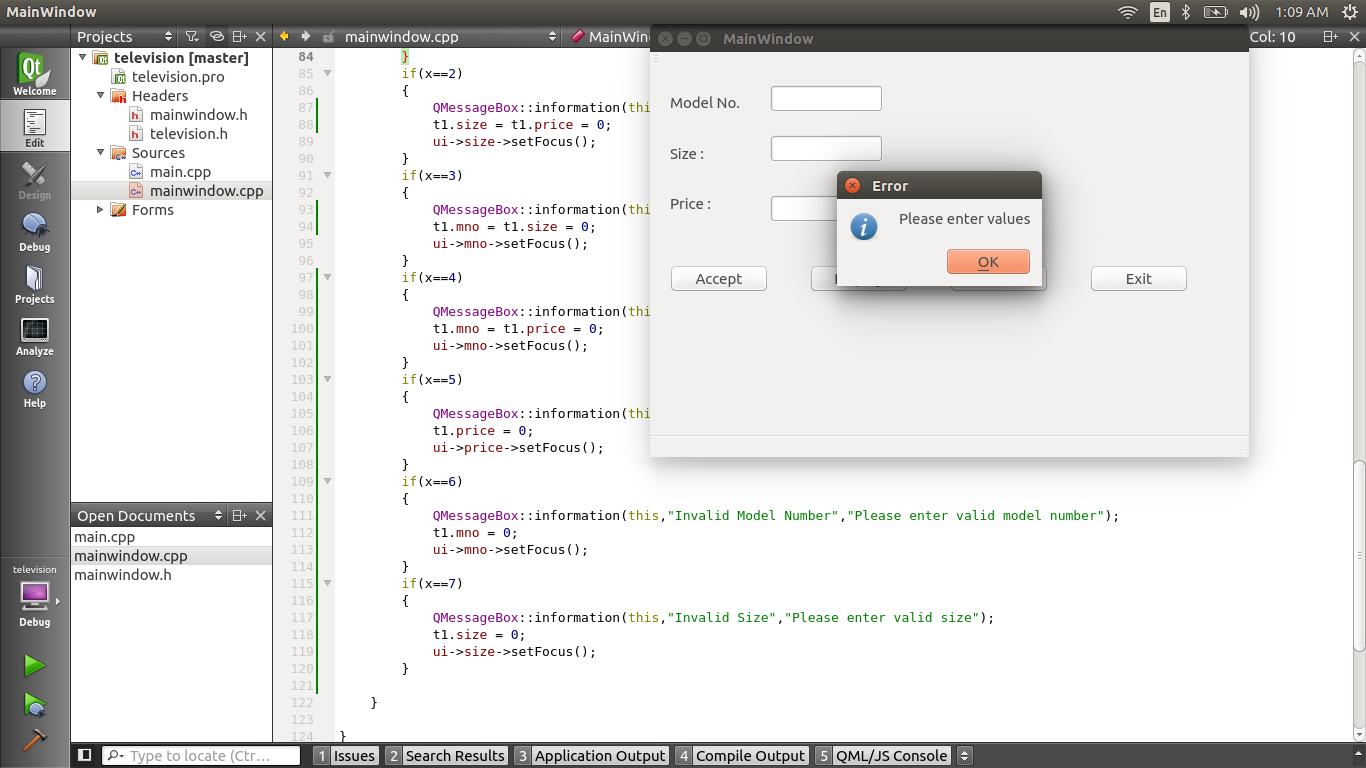 MainWindow
En
1:09 AM
Projects
mainwindow.cpp
Col: 10
Welcome
Edit
Design
Debug
Projects
Analyze
Help
television
Debug
television [master]
television.pro
Headers
mainwindow.h
television.h
Sources
main.cpp
mainwindow.cpp
Forms
Open Documents
main.cpp
mainwindow.cpp
mainwindow.h
84 }
85 if(x==2)
86 {
87 QMessageBox::information(
88 t1.size = t1.price = 0;
89 ui->size->setFocus();
90 }
91 if(x==3)
92 {
93 QMessageBox::information(
94 t1.mno = t1.size = 0;
95 ui->mno->setFocus();
96 }
97 if(x==4)
98 {
99 QMessageBox::information(
100 t1.mno = t1.price = 0;
101 ui->mno->setFocus();
102 }
103 if(x==5)
104 {
105 QMessageBox::information(
106 t1.price = 0;
107 ui->price->setFocus();
108 }
109 if(x==6)
110 {
111 QMessageBox::information(this,"Invalid Model Number","Please enter valid model number");
112 t1.mno = 0;
113 ui->mno->setFocus();
114 }
115 if(x==7)
116 {
117 QMessageBox::information(this,"Invalid Size","Please enter valid size");
118 t1.size = 0;
119 ui->size->setFocus();
120 }
121
122 }
123
124 }
MainWindow
Model No.
Size :
Price :
Accept
Exit
Error
Please enter values
OK
Type to locate (Ctr...
1 Issues
2 Search Results
3 Application Output
4 Compile Output
5 QML/JS Console